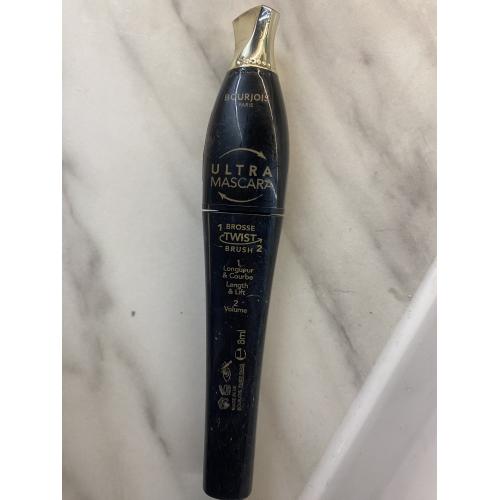 BOURJOIS
PARIS
ULTRA
MASCARA
1 BROSSE
TWIST
BRUSH 2
1
Longueur
& Courbe
Length
& Lift
2
Volume
e 8ml